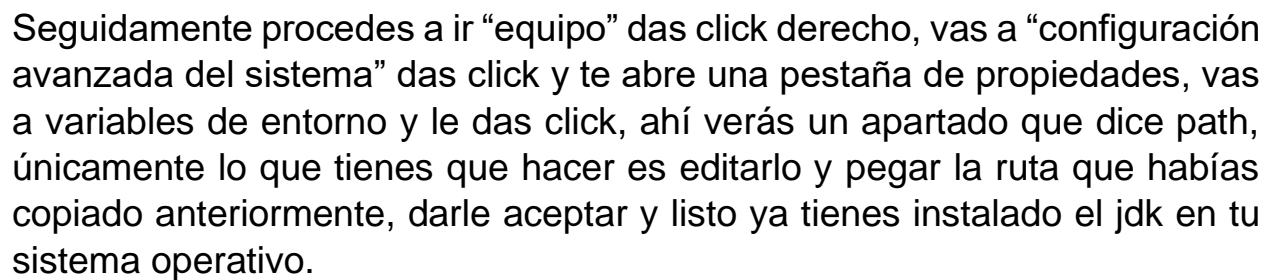 Seguidamente procedes a ir “equipo” das click derecho, vas a “configuración
avanzada del sistema” das click y te abre una pestaña de propiedades, vas
a variables de entorno y le das click, ahí verás un apartado que dice path,
únicamente lo que tienes que hacer es editarlo y pegar la ruta que habías
copiado anteriormente, darle aceptar y listo ya tienes instalado el jdk en tu
sistema operativo.